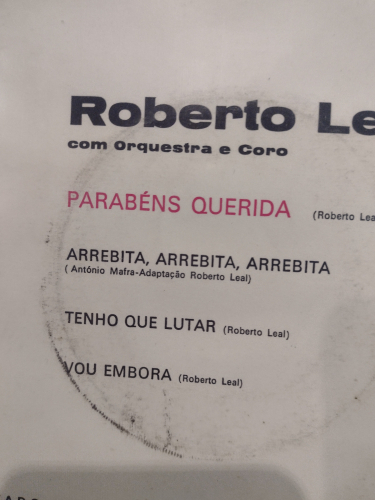 Roberto Le
com Orquestra e Coro
PARABÉNS QUERIDA (Roberto Lea
ARREBITA, ARREBITA, ARREBITA
( António Mafra-Adaptação Roberto Leal)
TENHO QUE LUTAR (Roberto Leal)
VOU EMBORA (Roberto Leal)